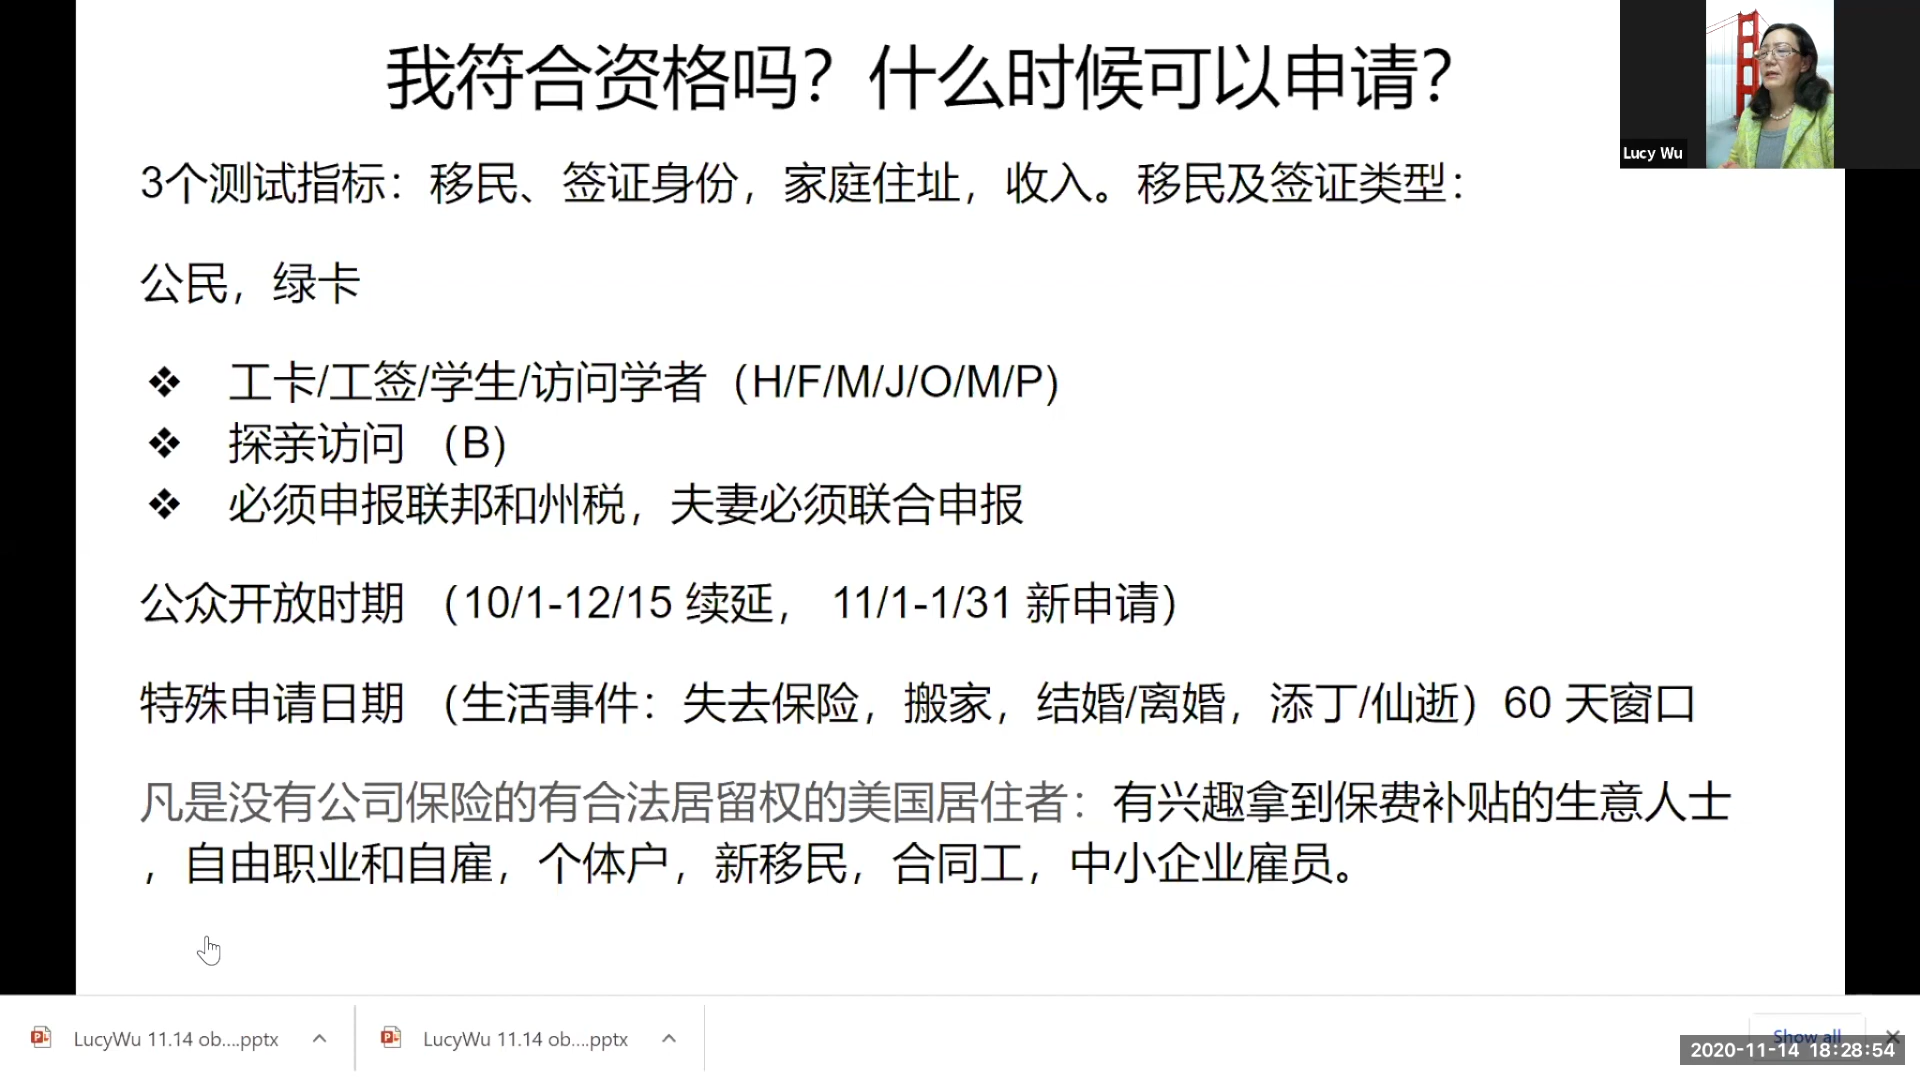 我符合资格吗？什么时候可以申请？
3个测试指标：移民、签证身份，家庭住址，收入。移民及签证类型：
公民，绿卡
❖ 工卡/工签/学生/访问学者（H/F/M/J/O/M/P）
❖ 探亲访问 （B）
❖ 必须申报联邦和州税，夫妻必须联合申报
公众开放时期 （10/1-12/15 续延， 11/1-1/31 新申请）
特殊申请日期 （生活事件：失去保险，搬家，结婚/离婚，添丁/仙逝）60 天窗口
凡是没有公司保险的有合法居留权的美国居住者：有兴趣拿到保费补贴的生意人士
，自由职业和自雇，个体户，新移民，合同工，中小企业雇员。
Lucy Wu
LucyWu 11.14 ob....pptx
LucyWu 11.14 ob....pptx
Show all
2020-11-14 18:28:54